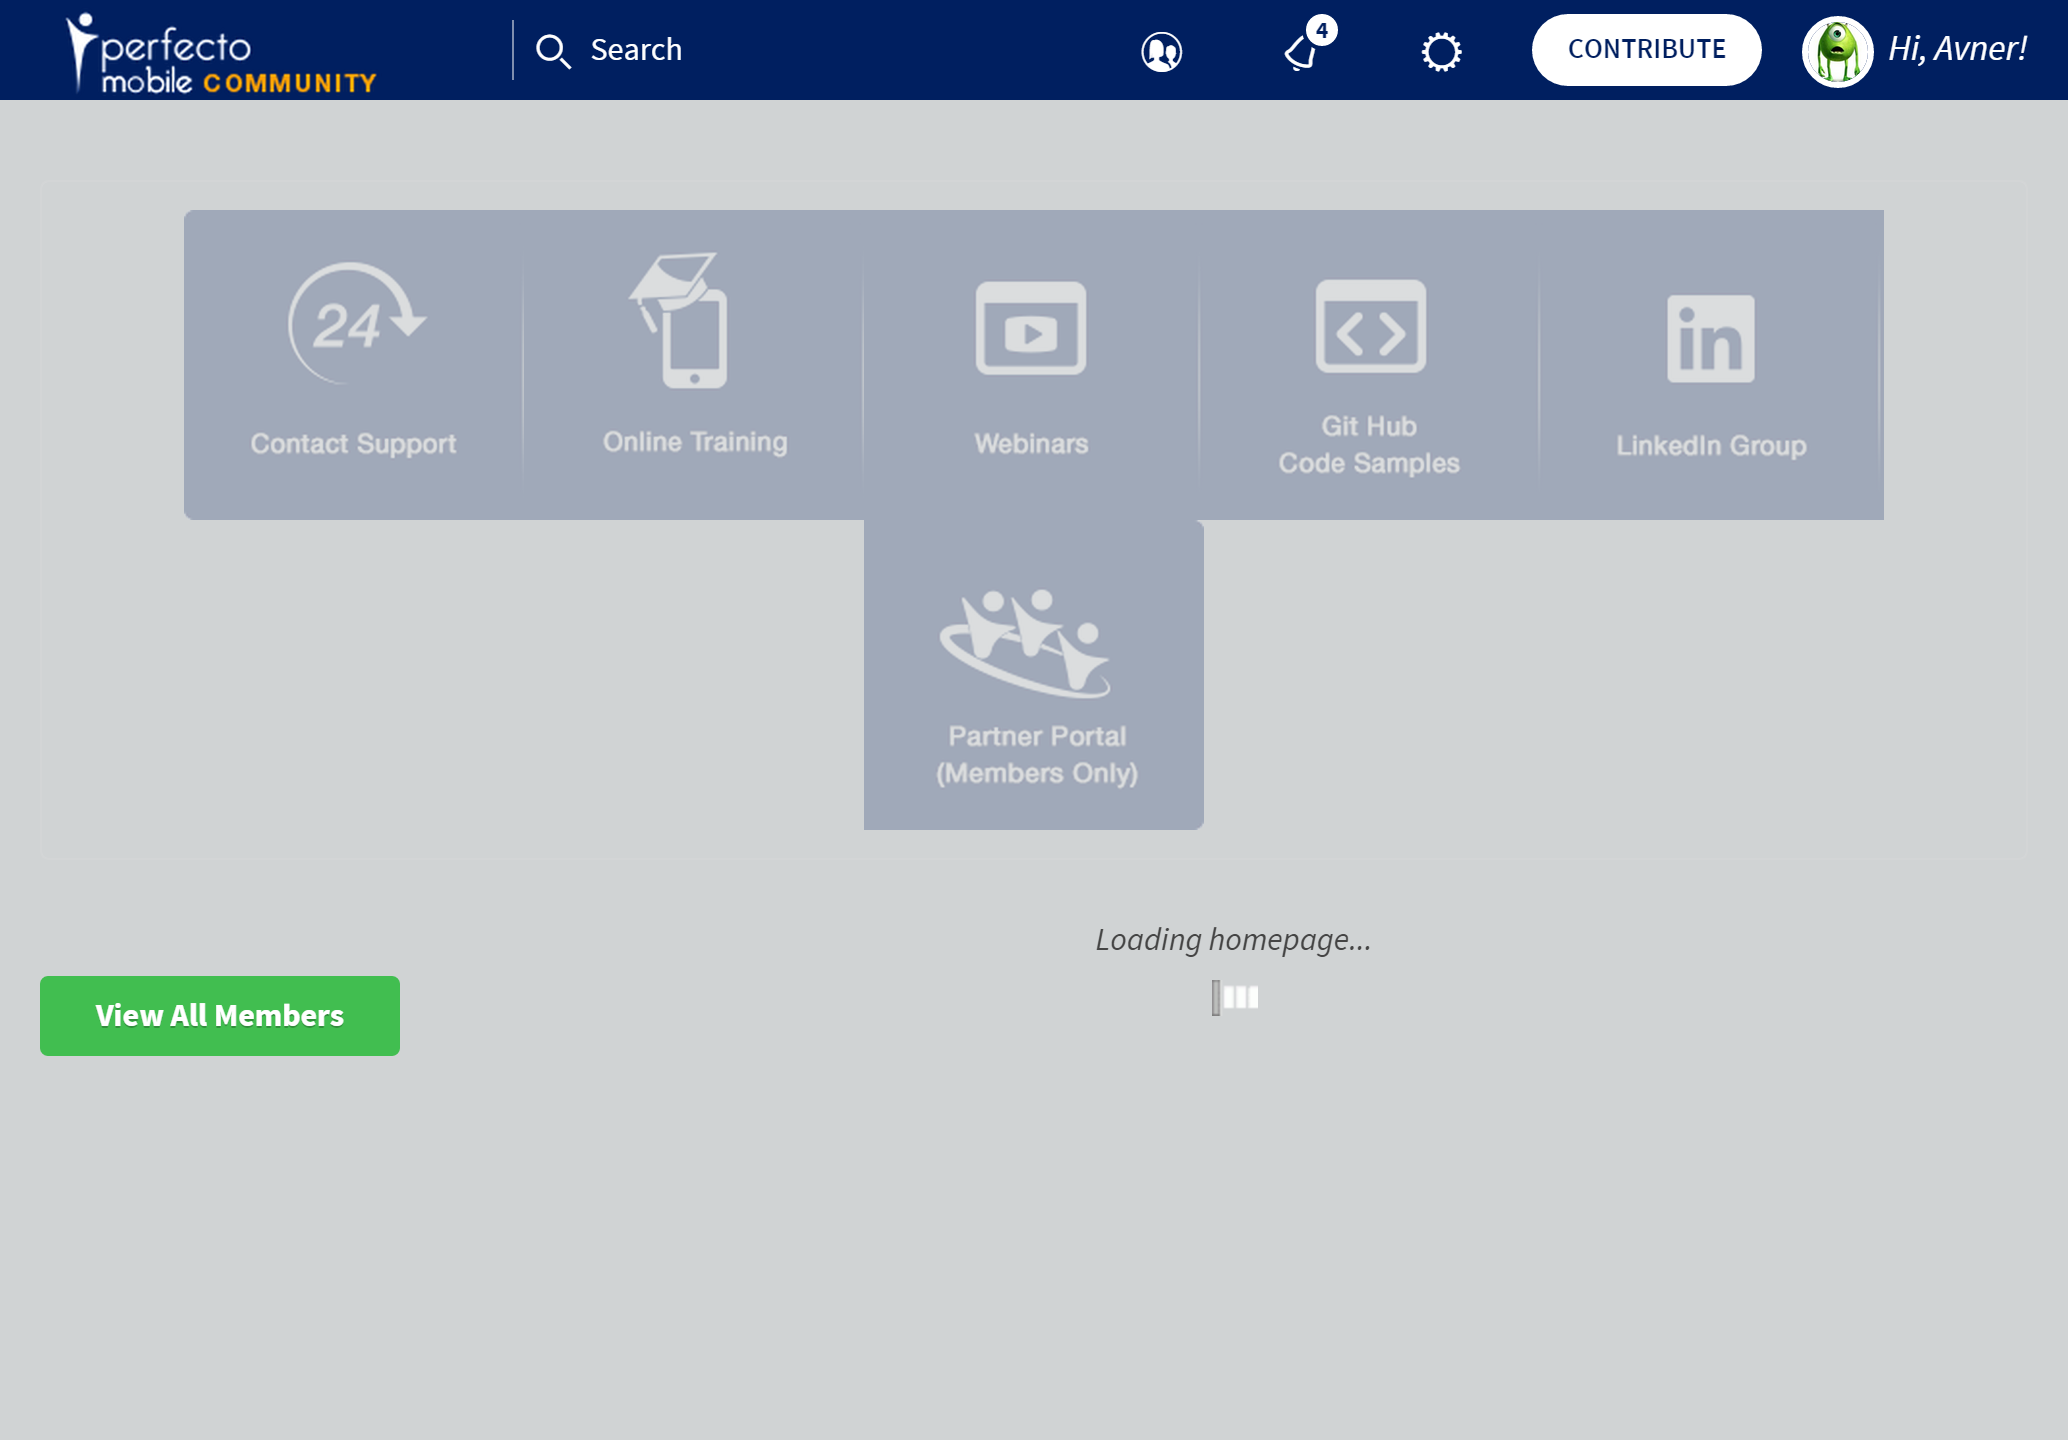 perfecto
mobile COMMUNITY
Search
4
CONTRIBUTE
Hi, Avner!
24
Contact Support
Online Training
Webinars
Git Hub
Code Samples
in
LinkedIn Group
Partner Portal
(Members Only)
Loading homepage...
View All Members